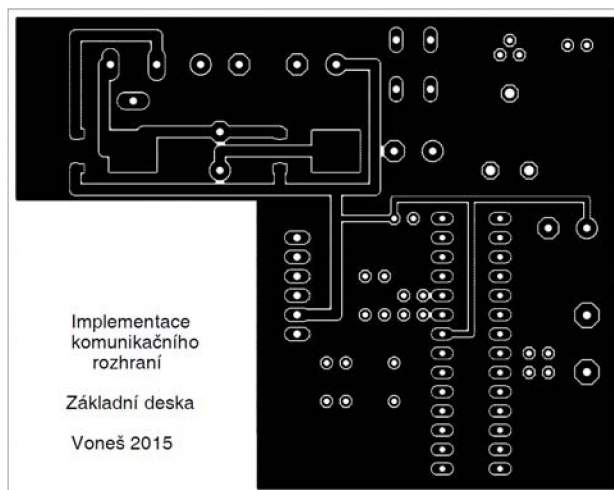 Implementace
komunikačního
rozhraní
Základní deska
Voneš 2015